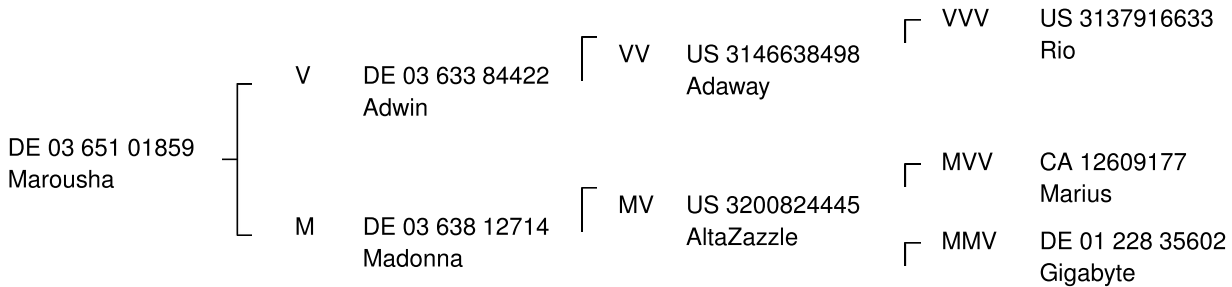 VVV US 3137916633
Rio
VV US 3146638498
Adaway
V DE 03 633 84422
Adwin
DE 03 651 01859
Marousha
MVV CA 12609177
Marius
MV US 3200824445
AltaZazzle
M DE 03 638 12714
Madonna
MMV DE 01 228 35602
Gigabyte